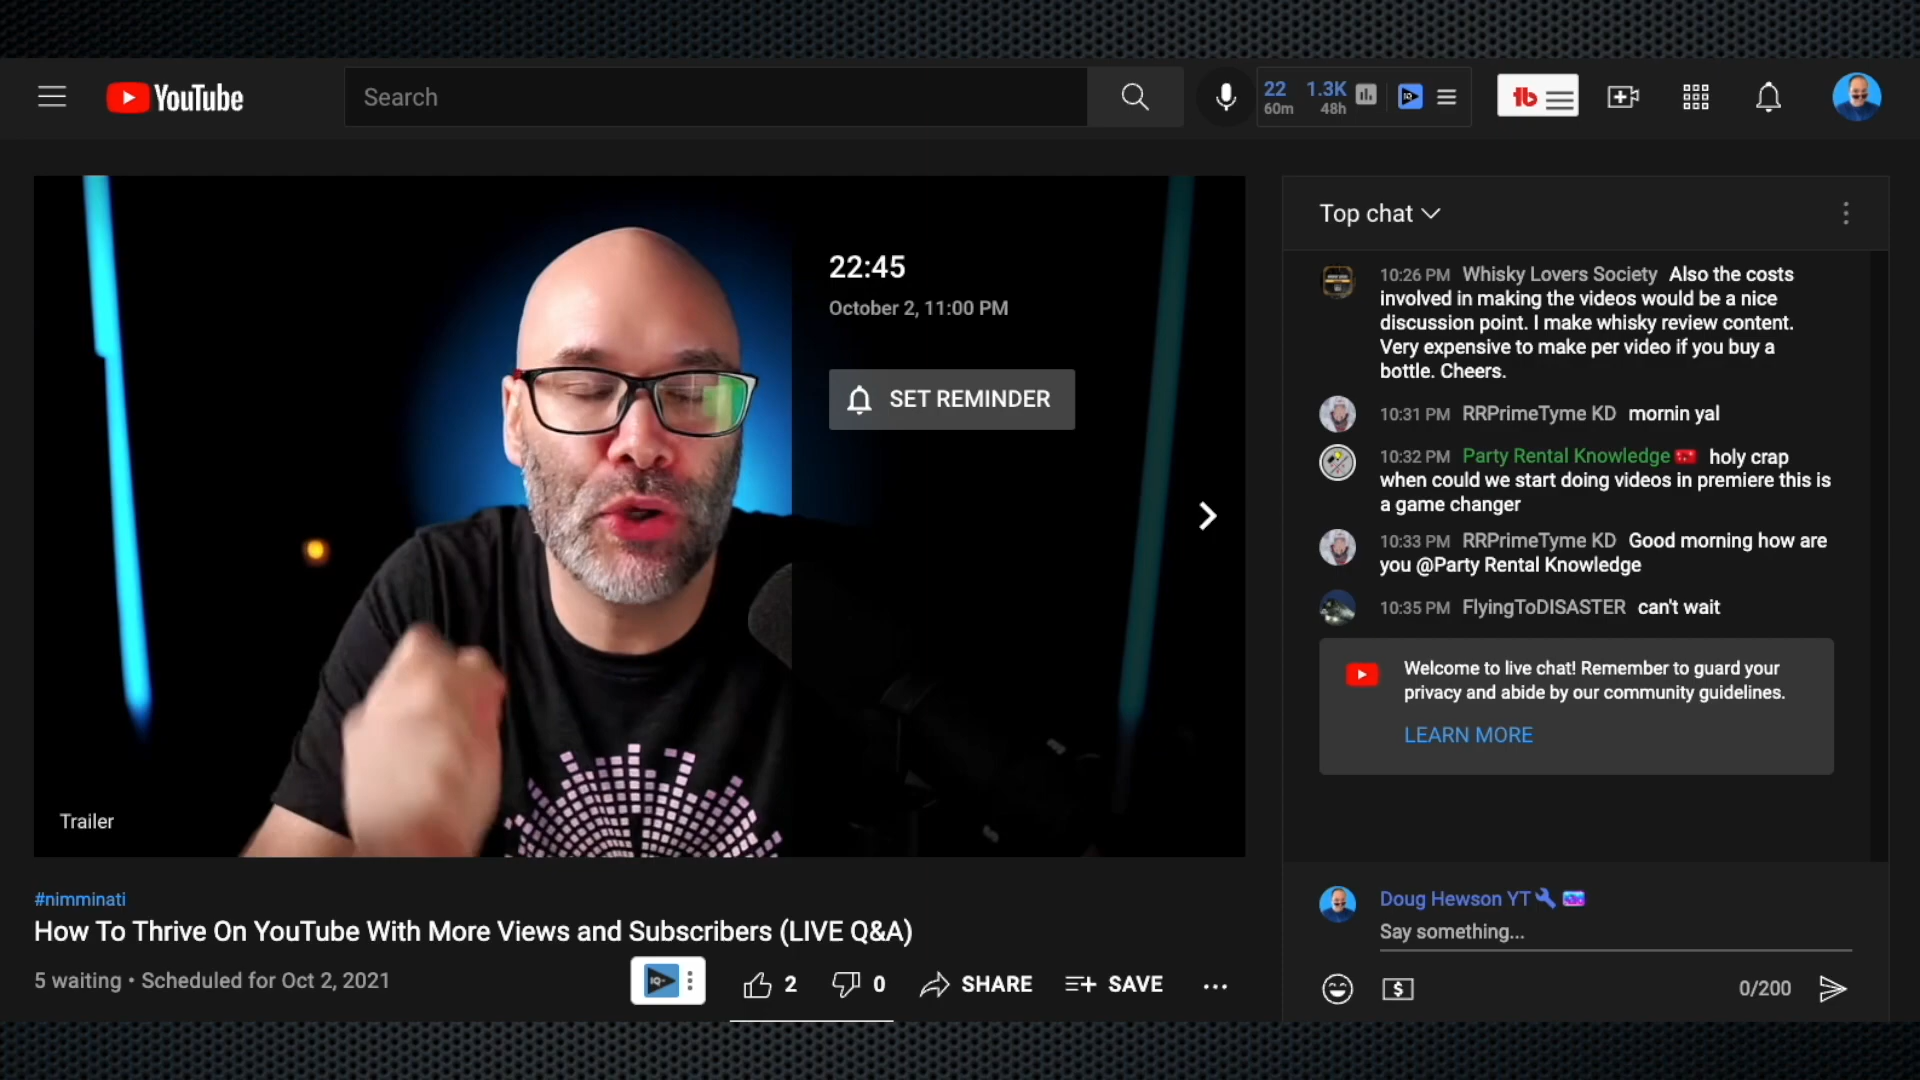 YouTube
Search
22
60m
1.3K
48h
IQ
tb
22:45
October 2, 11:00 PM
SET REMINDER
Trailer
#nimminati
How To Thrive On YouTube With More Views and Subscribers (LIVE Q&A)
5 waiting • Scheduled for Oct 2, 2021
IQ
2
0
SHARE
SAVE
Top chat
10:26 PM Whisky Lovers Society Also the costs
involved in making the videos would be a nice
discussion point. I make whisky review content.
Very expensive to make per video if you buy a
bottle. Cheers.
10:31 PM RRPrimeTyme KD mornin yal
10:32 PM Party Rental Knowledge holy crap
when could we start doing videos in premiere this is
a game changer
10:33 PM RRPrimeTyme KD Good morning how are
you @Party Rental Knowledge
10:35 PM FlyingToDISASTER can't wait
Welcome to live chat! Remember to guard your
privacy and abide by our community guidelines.
LEARN MORE
Doug Hewson YT
Say something...
$
0/200